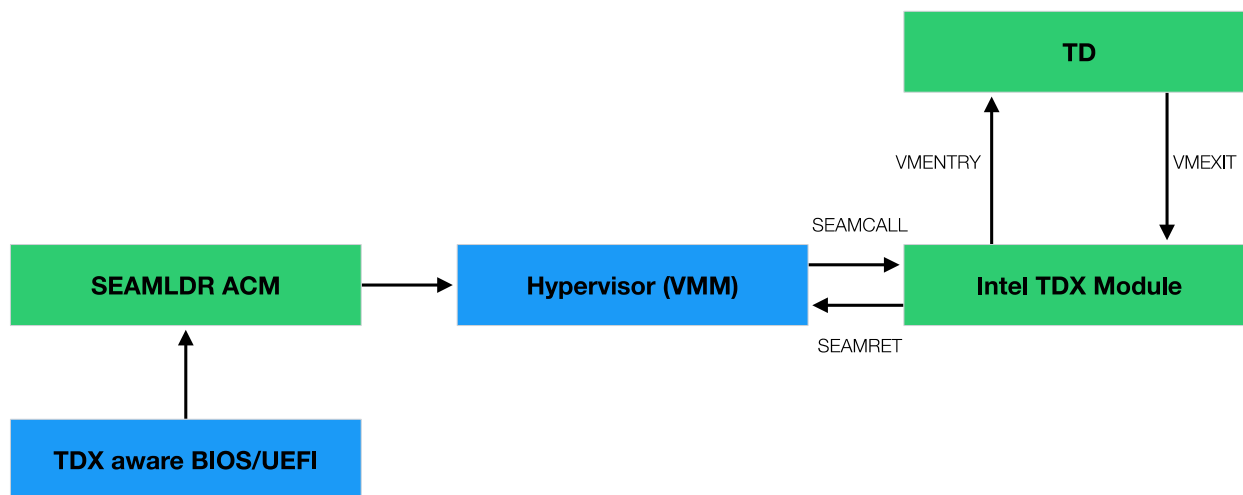 TD
VMENTRY
VMEXIT
SEAMCALL
SEAMLDR ACM
Hypervisor (VMM)
Intel TDX Module
SEAMRET
TDX aware BIOS/UEFI